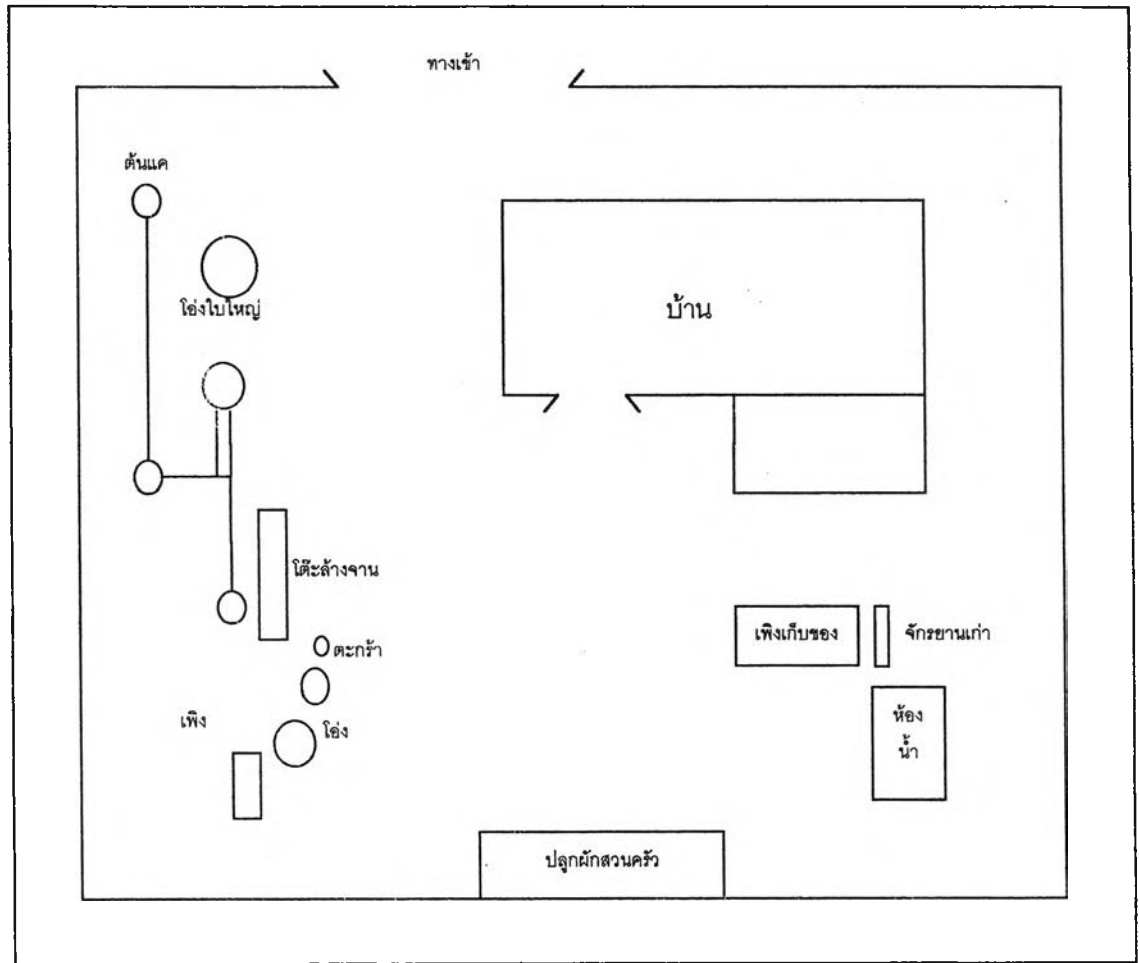 ทางเข้า
ต้นแค
โอ่งใบใหญ่
บ้าน
โต๊ะล้างจาน
เพิงเก็บของ
จักรยานเก่า
ตะกร้า
เพิง
โอ่ง
ห้อง
น้ำ
ปลูกผักสวนครัว